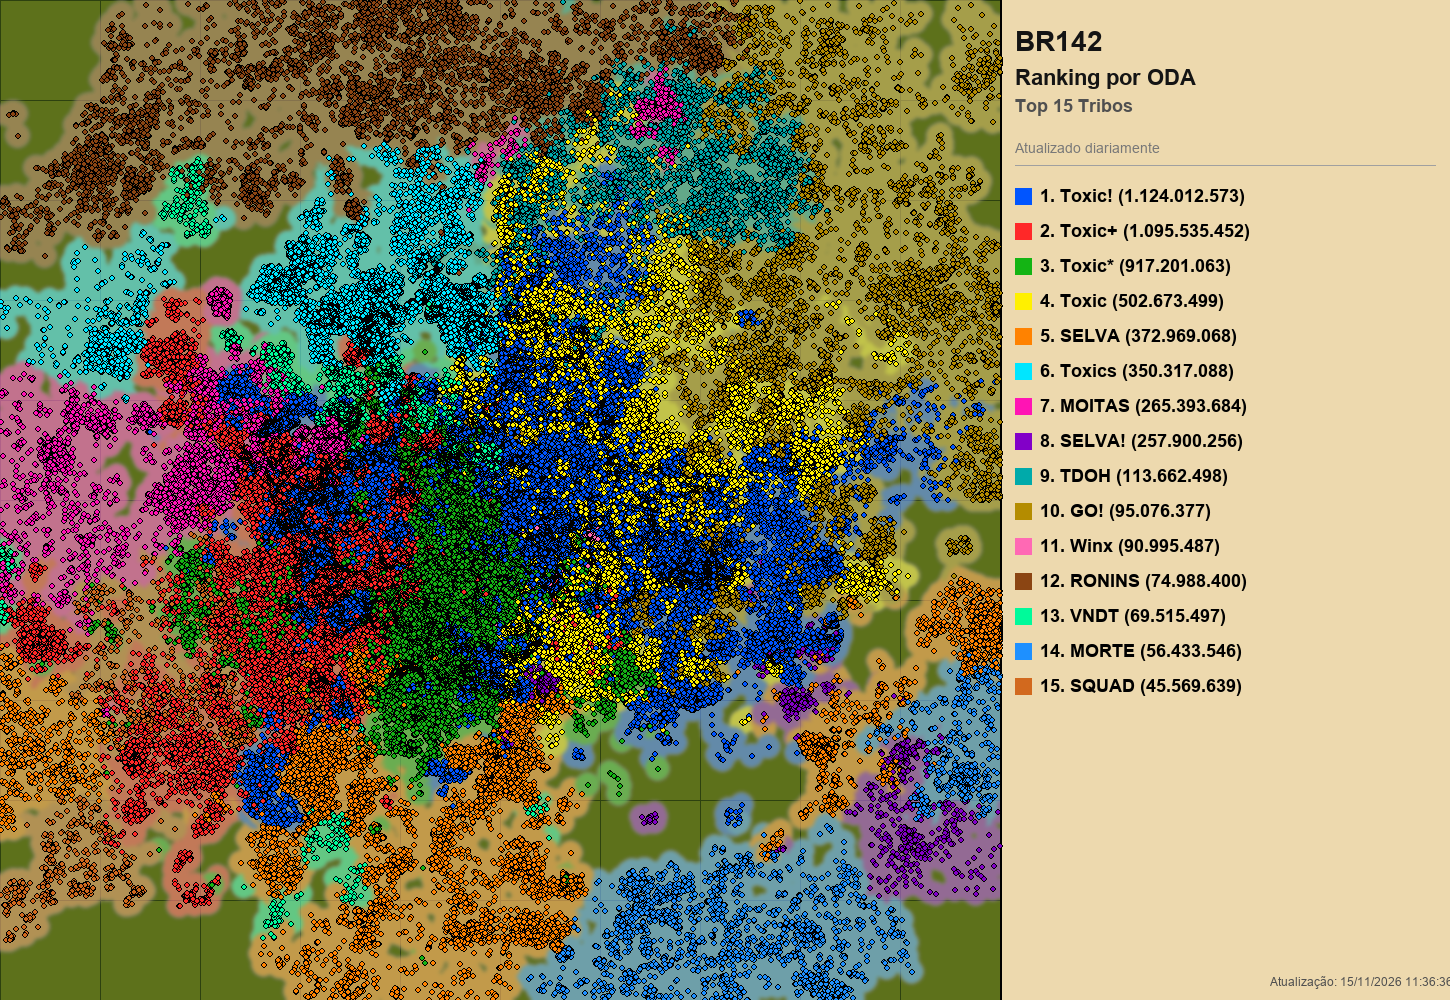 BR142
Ranking por ODA
Top 15 Tribos
Atualizado diariamente
1. Toxic! (1.124.012.573)
2. Toxic+ (1.095.535.452)
3. Toxic* (917.201.063)
4. Toxic (502.673.499)
5. SELVA (372.969.068)
6. Toxics (350.317.088)
7. MOITAS (265.393.684)
8. SELVA! (257.900.256)
9. TDOH (113.662.498)
10. GO! (95.076.377)
11. Winx (90.995.487)
12. RONINS (74.988.400)
13. VNDT (69.515.497)
14. MORTE (56.433.546)
15. SQUAD (45.569.639)
Atualização: 15/11/2026 11:36:36